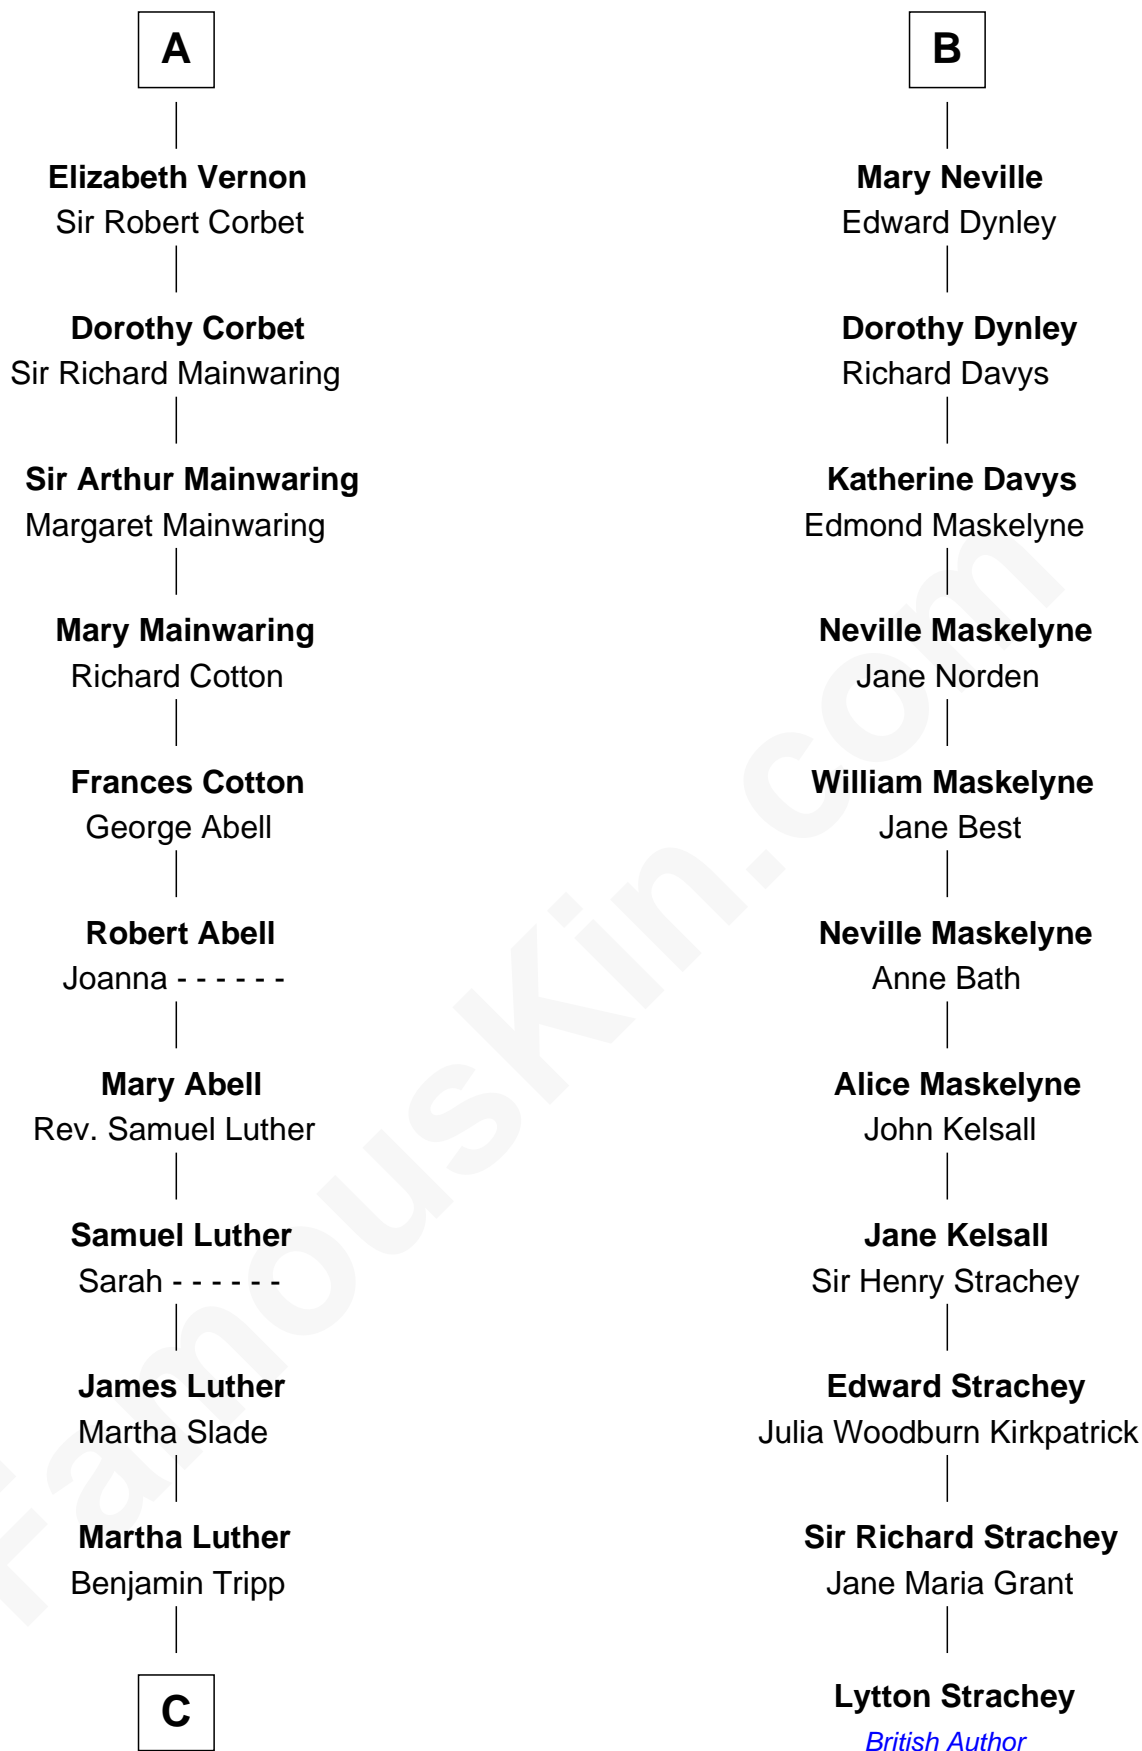 A
Elizabeth Vernon
Sir Robert Corbet
Dorothy Corbet
Sir Richard Mainwaring
Sir Arthur Mainwaring
Margaret Mainwaring
Mary Mainwaring
Richard Cotton
Frances Cotton
George Abell
Robert Abell
Joanna - - - - - -
Mary Abell
Rev. Samuel Luther
Samuel Luther
Sarah - - - - - -
James Luther
Martha Slade
Martha Luther
Benjamin Tripp
C
B
Mary Neville
Edward Dynley
Dorothy Dynley
Richard Davys
Katherine Davys
Edmond Maskelyne
Neville Maskelyne
Jane Norden
William Maskelyne
Jane Best
Neville Maskelyne
Anne Bath
Alice Maskelyne
John Kelsall
Jane Kelsall
Sir Henry Strachey
Edward Strachey
Julia Woodburn Kirkpatrick
Sir Richard Strachey
Jane Maria Grant
Lytton Strachey
British Author
FamousKin.com